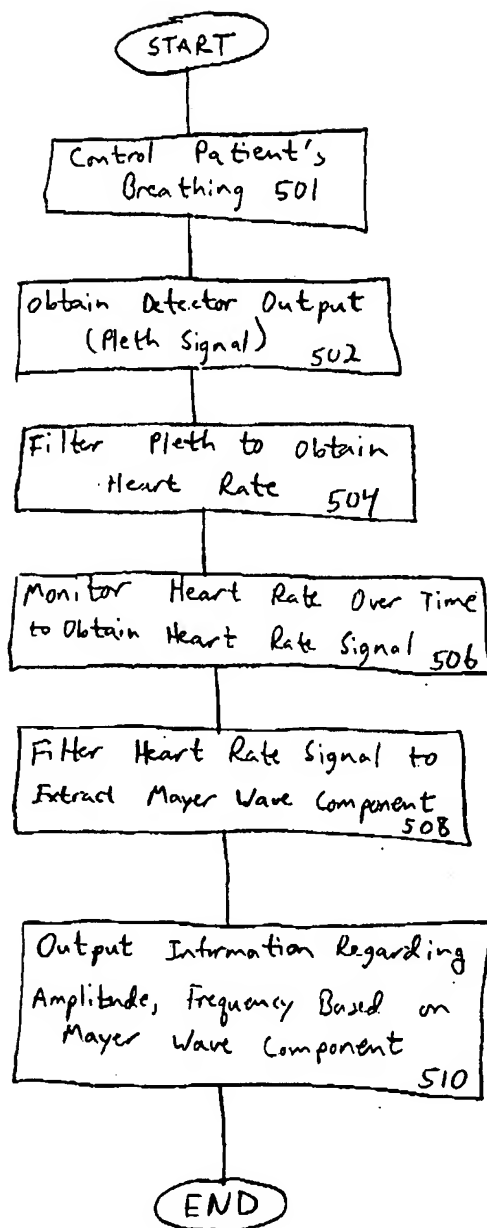 START
Control Patient's
Breathing 501
Obtain Detector Output
(Pleth Signal) 502
Filter Pleth to Obtain
Heart Rate 504
Monitor Heart Rate Over Time
to Obtain Heart Rate Signal 506
Filter Heart Rate Signal to
Extract Mayer Wave Component
508
Output Information Regarding
Amplitude, Frequency Based on
Mayer Wave Component
510
END